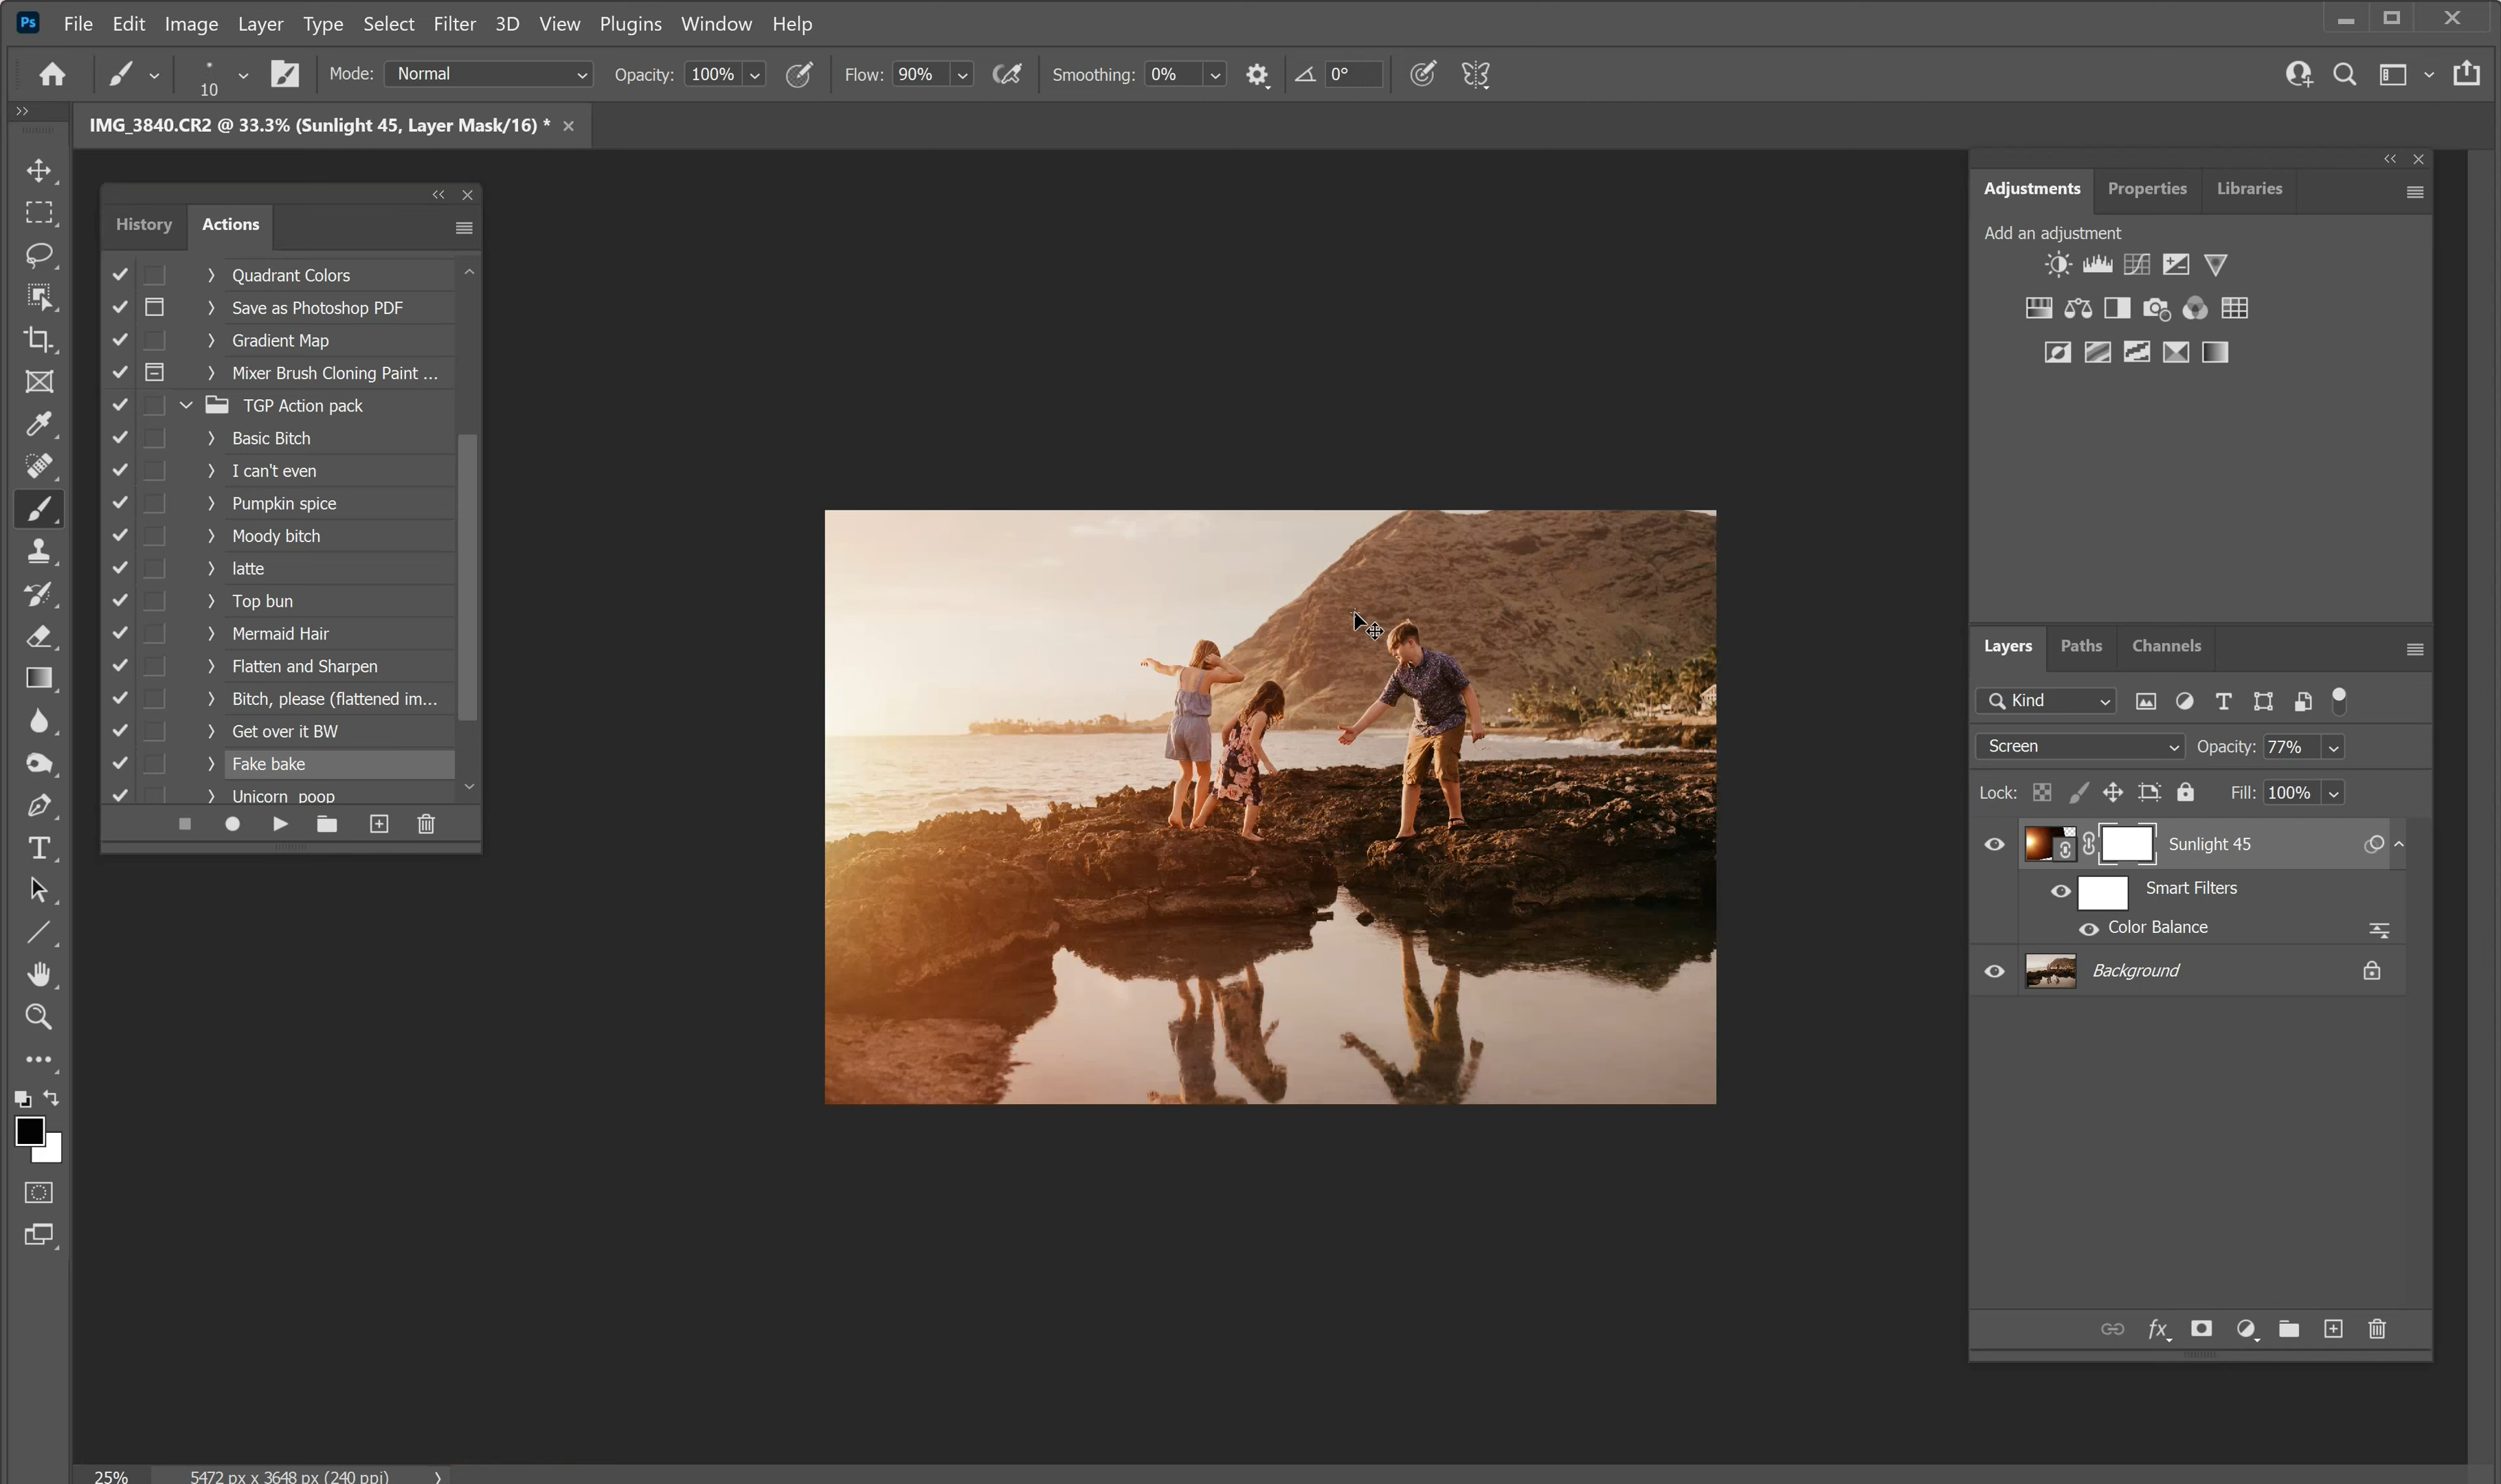 Ps File Edit Image Layer Type Select Filter 3D View Plugins Window Help
10 Mode: Normal Opacity: 100% Flow: 90% Smoothing: 0% 0°
IMG_3840.CR2 @ 33.3% (Sunlight 45, Layer Mask/16) *
History Actions
Quadrant Colors
Save as Photoshop PDF
Gradient Map
Mixer Brush Cloning Paint ...
TGP Action pack
Basic Bitch
I can't even
Pumpkin spice
Moody bitch
latte
Top bun
Mermaid Hair
Flatten and Sharpen
Bitch, please (flattened im...
Get over it BW
Fake bake
Unicorn poop
Adjustments Properties Libraries
Add an adjustment
Layers Paths Channels
Kind
Screen Opacity: 77%
Lock: Fill: 100%
Sunlight 45
Smart Filters
Color Balance
Background
fx
25% 5472 px x 3648 px (240 ppi)